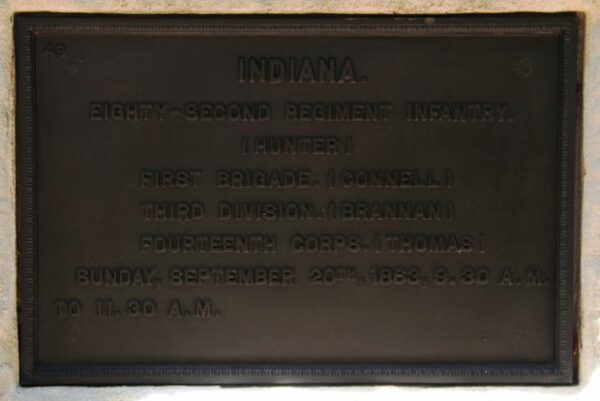 49
INDIANA.
EIGHTY-SECOND REGIMENT INFANTRY.
(HUNTER)
FIRST BRIGADE. (CONNELL)
THIRD DIVISION. (BRANNAN)
FOURTEENTH CORPS. (THOMAS)
SUNDAY, SEPTEMBER 20TH, 1863, 9.30 A.M.
TO 11.30 A.M.